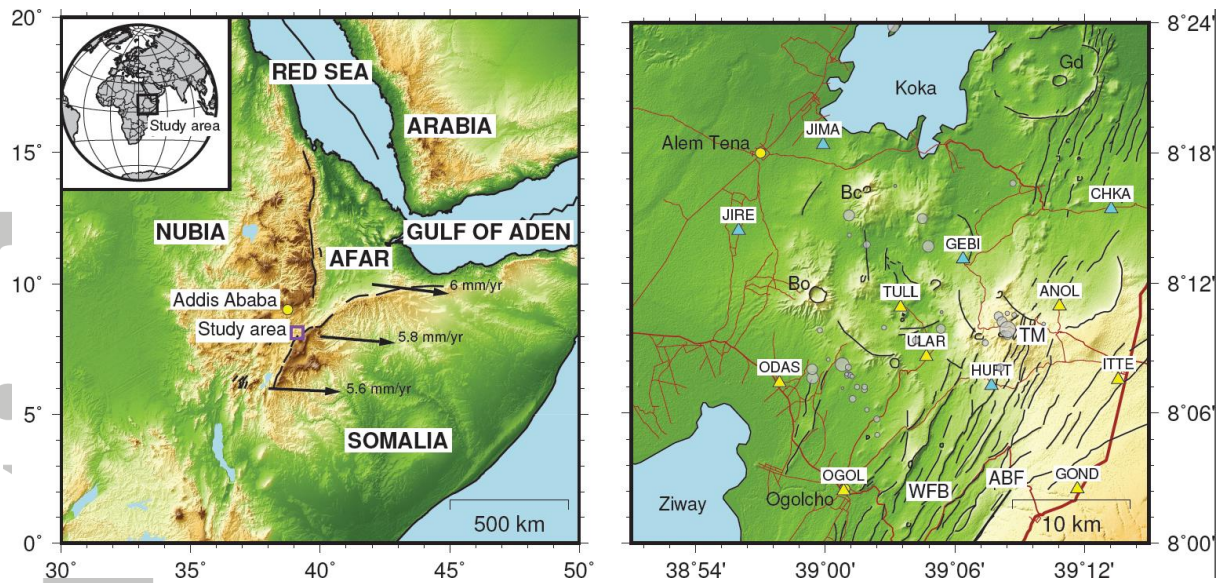 20˚
15˚
10˚
5˚
0˚
30˚
35˚
40˚
45˚
50˚
Study area
RED SEA
ARABIA
NUBIA
GULF OF ADEN
AFAR
Addis Ababa
6 mm/yr
Study area
5.8 mm/yr
5.6 mm/yr
SOMALIA
500 km
8˚24'
8˚18'
8˚12'
8˚06'
8˚00'
38˚54'
39˚00'
39˚06'
39˚12'
Gd
Koka
JIMA
Alem Tena
Bc
CHKA
JIRE
GEBI
Bo
TULL
ANOL
TM
ULAR
ODAS
HURT
ITTE
OGOL
WFB
ABF
GOND
Ziway
Ogolcho
10 km